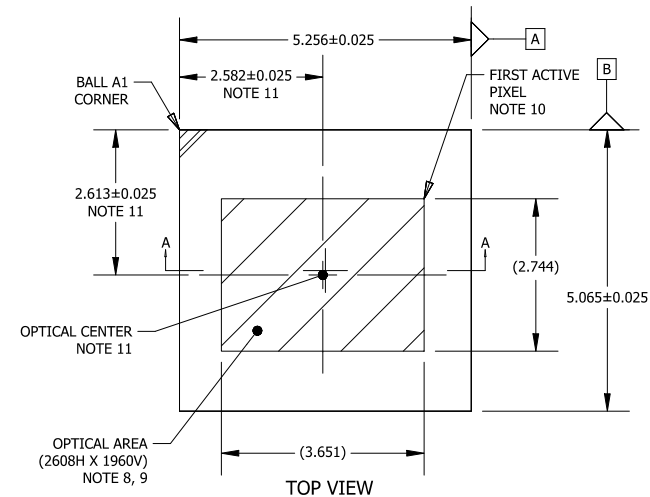 5.256±0.025
A
2.582±0.025
NOTE 11
BALL A1
CORNER
FIRST ACTIVE
PIXEL
NOTE 10
B
2.613±0.025
NOTE 11
A
A
(2.744)
5.065±0.025
OPTICAL CENTER
NOTE 11
OPTICAL AREA
(2608H X 1960V)
NOTE 8, 9
(3.651)
TOP VIEW